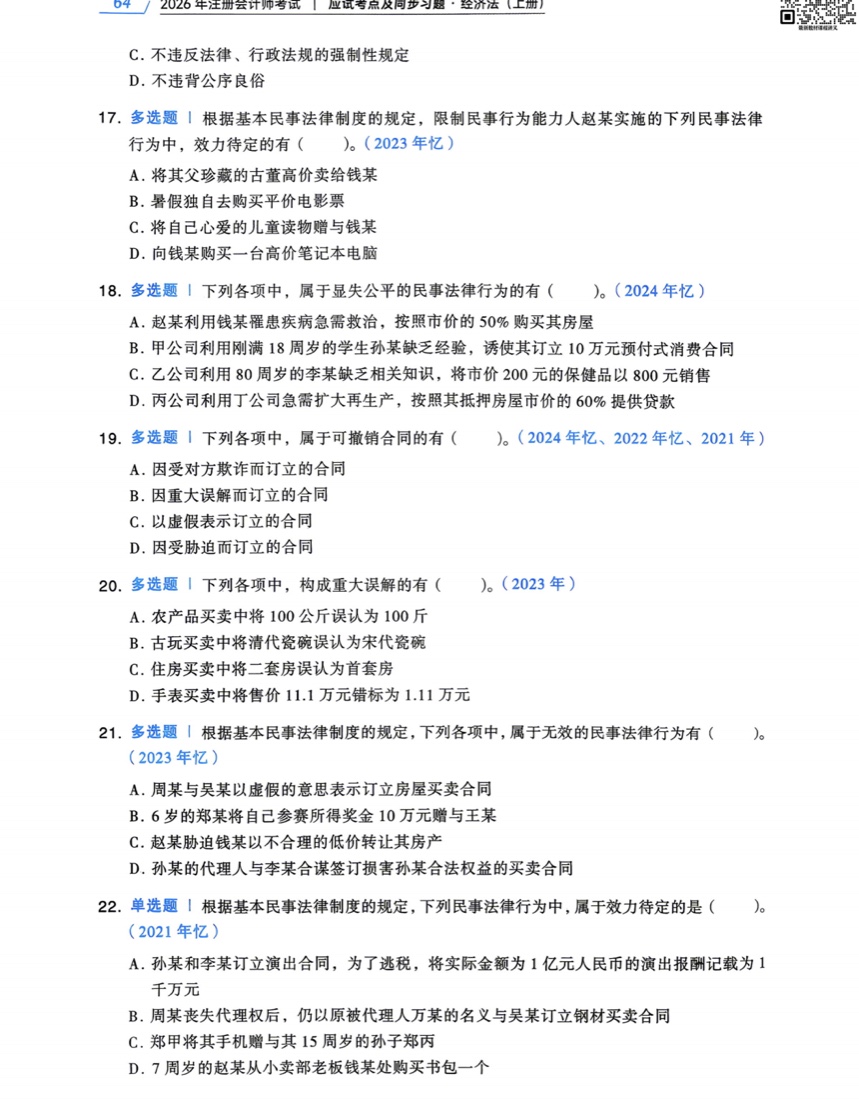 64 / 2026年注册会计师考试 | 应试考点及同步习题·经济法（上册）
C. 不违反法律、行政法规的强制性规定
D. 不违背公序良俗
17. 多选题 | 根据基本民事法律制度的规定，限制民事行为能力人赵某实施的下列民事法律
行为中，效力待定的有（　　）。（2023年忆）
A. 将其父珍藏的古董高价卖给钱某
B. 暑假独自去购买平价电影票
C. 将自己心爱的儿童读物赠与钱某
D. 向钱某购买一台高价笔记本电脑
18. 多选题 | 下列各项中，属于显失公平的民事法律行为的有（　　）。（2024年忆）
A. 赵某利用钱某罹患疾病急需救治，按照市价的50%购买其房屋
B. 甲公司利用刚满18周岁的学生孙某缺乏经验，诱使其订立10万元预付式消费合同
C. 乙公司利用80周岁的李某缺乏相关知识，将市价200元的保健品以800元销售
D. 丙公司利用丁公司急需扩大再生产，按照其抵押房屋市价的60%提供贷款
19. 多选题 | 下列各项中，属于可撤销合同的有（　　）。（2024年忆、2022年忆、2021年）
A. 因受对方欺诈而订立的合同
B. 因重大误解而订立的合同
C. 以虚假表示订立的合同
D. 因受胁迫而订立的合同
20. 多选题 | 下列各项中，构成重大误解的有（　　）。（2023年）
A. 农产品买卖中将100公斤误认为100斤
B. 古玩买卖中将清代瓷碗误认为宋代瓷碗
C. 住房买卖中将二套房误认为首套房
D. 手表买卖中将售价11.1万元错标为1.11万元
21. 多选题 | 根据基本民事法律制度的规定，下列各项中，属于无效的民事法律行为有（　　）。
（2023年忆）
A. 周某与吴某以虚假的意思表示订立房屋买卖合同
B. 6岁的郑某将自己参赛所得奖金10万元赠与王某
C. 赵某胁迫钱某以不合理的低价转让其房产
D. 孙某的代理人与李某合谋签订损害孙某合法权益的买卖合同
22. 单选题 | 根据基本民事法律制度的规定，下列民事法律行为中，属于效力待定的是（　　）。
（2021年忆）
A. 孙某和李某订立演出合同，为了逃税，将实际金额为1亿元人民币的演出报酬记载为1
千万元
B. 周某丧失代理权后，仍以原被代理人万某的名义与吴某订立钢材买卖合同
C. 郑甲将其手机赠与其15周岁的孙子郑丙
D. 7周岁的赵某从小卖部老板钱某处购买书包一个